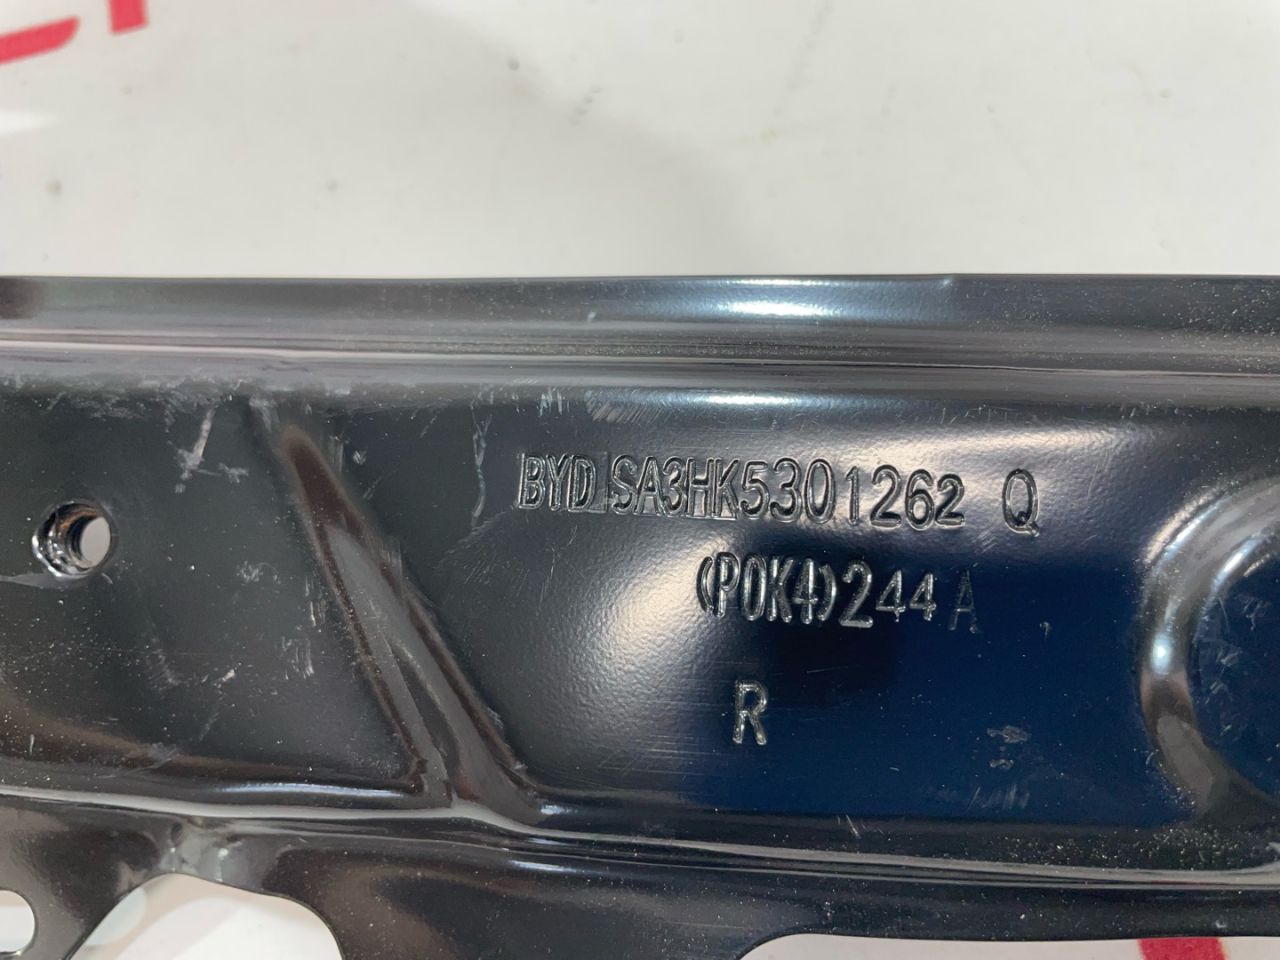 BYD SA3HK5301262 Q
(P0K4)244 A
R